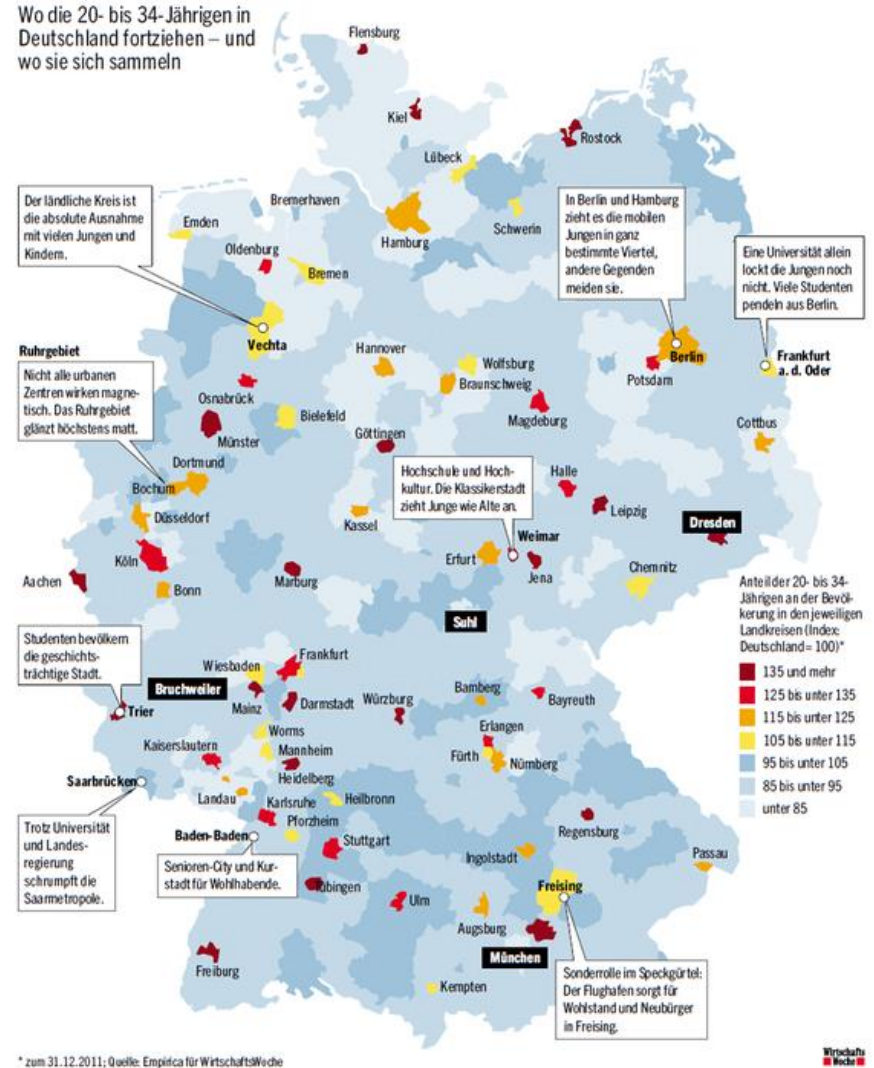 Wo die 20- bis 34-Jährigen in
Deutschland fortziehen – und
wo sie sich sammeln
Flensburg
Kiel
Rostock
Lübeck
Der ländliche Kreis ist
die absolute Ausnahme
mit vielen Jungen und
Kindern.
Bremerhaven
Emden
Hamburg
Schwerin
In Berlin und Hamburg
zieht es die mobilen
Jungen in ganz
bestimmte Viertel,
andere Gegenden
meiden sie.
Eine Universität allein
lockt die Jungen noch
nicht. Viele Studenten
pendeln aus Berlin.
Oldenburg
Bremen
Vechta
Hannover
Wolfsburg
Braunschweig
Berlin
Potsdam
Frankfurt
a. d. Oder
Ruhrgebiet
Nicht alle urbanen
Zentren wirken magne-
tisch. Das Ruhrgebiet
glänzt höchstens matt.
Osnabrück
Münster
Bielefeld
Magdeburg
Göttingen
Cottbus
Dortmund
Bochum
Düsseldorf
Hochschule und Hoch-
kultur. Die Klassikerstadt
zieht Junge wie Alte an.
Halle
Leipzig
Dresden
Kassel
Weimar
Köln
Erfurt
Jena
Chemnitz
Aachen
Bonn
Marburg
Suhl
Anteil der 20- bis 34-
Jährigen an der Bevöl-
kerung in den jeweiligen
Landkreisen (Index:
Deutschland= 100)*
135 und mehr
125 bis unter 135
115 bis unter 125
105 bis unter 115
95 bis unter 105
85 bis unter 95
unter 85
Studenten bevölkern
die geschichts-
trächtige Stadt.
Wiesbaden
Frankfurt
Bruchweiler
Mainz
Darmstadt
Würzburg
Bamberg
Bayreuth
Trier
Worms
Erlangen
Kaiserslautern
Mannheim
Fürth
Nürnberg
Heidelberg
Saarbrücken
Landau
Karlsruhe
Heilbronn
Pforzheim
Regensburg
Trotz Universität
und Landes-
regierung
schrumpft die
Saarmetropole.
Baden-Baden
Stuttgart
Senioren-City und Kur-
stadt für Wohlhabende.
Ingolstadt
Passau
Tübingen
Ulm
Freising
Augsburg
München
Freiburg
Kempten
Sonderrolle im Speckgürtel:
Der Flughafen sorgt für
Wohlstand und Neubürger
in Freising.
* zum 31.12.2011; Quelle: Empirica für WirtschaftsWoche
Wirtschafts
Woche